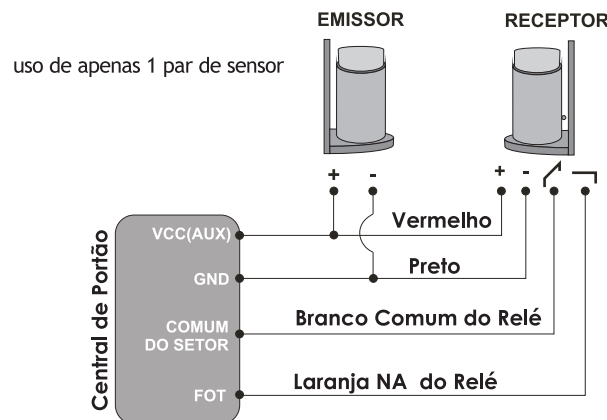 EMISSOR
RECEPTOR
uso de apenas 1 par de sensor
+ -
+ -
Central de Portão
VCC(AUX)
Vermelho
GND
Preto
COMUM
DO SETOR
Branco Comum do Relé
FOT
Laranja NA do Relé